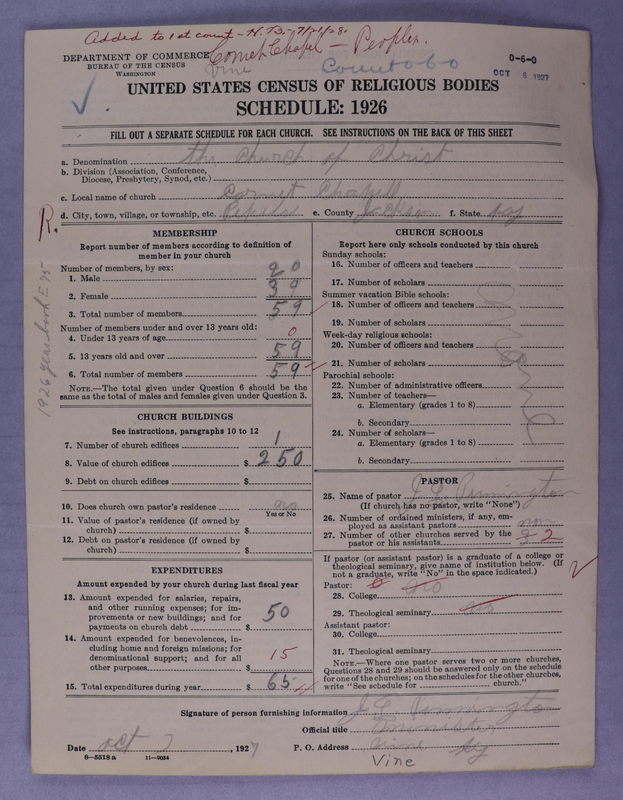 Added to 1st count - N.B. - 7/21/28.
Comet Chapel - Peoples.
DEPARTMENT OF COMMERCE
BUREAU OF THE CENSUS
WASHINGTON
Vine
0-6-0
OCT 6 1927
UNITED STATES CENSUS OF RELIGIOUS BODIES
SCHEDULE: 1926
FILL OUT A SEPARATE SCHEDULE FOR EACH CHURCH. SEE INSTRUCTIONS ON THE BACK OF THIS SHEET
a. Denomination the Church of Christ
b. Division (Association, Conference, Diocese, Presbytery, Synod, etc.)
c. Local name of church Comet Chapell
d. City, town, village, or township, etc. e. County Jackson f. State Ky
R.
1926 year book E 75-
MEMBERSHIP
Report number of members according to definition of member in your church
Number of members, by sex:
1. Male 20
2. Female 39
3. Total number of members 59
Number of members under and over 13 years old:
4. Under 13 years of age 0
5. 13 years old and over 59
6. Total number of members 59
NOTE.—The total given under Question 6 should be the same as the total of males and females given under Question 3.
CHURCH BUILDINGS
See instructions, paragraphs 10 to 12
7. Number of church edifices 1
8. Value of church edifices $ 250
9. Debt on church edifices $
10. Does church own pastor's residence no
Yes or No
11. Value of pastor's residence (if owned by church) $
12. Debt on pastor's residence (if owned by church) $
EXPENDITURES
Amount expended by your church during last fiscal year
13. Amount expended for salaries, repairs, and other running expenses; for improvements or new buildings; and for payments on church debt $ 50
14. Amount expended for benevolences, including home and foreign missions; for denominational support; and for all other purposes $ 15
15. Total expenditures during year $ 65
CHURCH SCHOOLS
Report here only schools conducted by this church
Sunday schools:
16. Number of officers and teachers
17. Number of scholars
Summer vacation Bible schools:
18. Number of officers and teachers
19. Number of scholars
Week-day religious schools:
20. Number of officers and teachers
21. Number of scholars
Parochial schools:
22. Number of administrative officers
23. Number of teachers—
a. Elementary (grades 1 to 8)
b. Secondary
24. Number of scholars—
a. Elementary (grades 1 to 8)
b. Secondary
none
PASTOR
25. Name of pastor J. E. Pennington
(If church has no pastor, write "None")
26. Number of ordained ministers, if any, employed as assistant pastors non
27. Number of other churches served by the pastor or his assistants 2
If pastor (or assistant pastor) is a graduate of a college or theological seminary, give name of institution below. (If not a graduate, write "No" in the space indicated.)
Pastor:
28. College no
29. Theological seminary no
Assistant pastor:
30. College
31. Theological seminary
NOTE.—Where one pastor serves two or more churches, Questions 28 and 29 should be answered only on the schedule for one of the churches; on the schedules for the other churches, write "See schedule for church."
Signature of person furnishing information J. E. Pennington
Official title minister
Date Oct 3, 1927 P. O. Address Vine Ky
Vine
6-5318a 11-9054